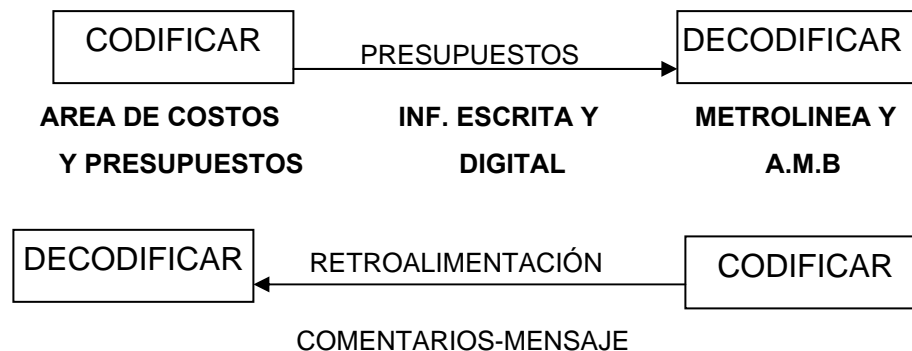 CODIFICAR
PRESUPUESTOS
DECODIFICAR
AREA DE COSTOS
Y PRESUPUESTOS
INF. ESCRITA Y
DIGITAL
METROLINEA Y
A.M.B
DECODIFICAR
RETROALIMENTACIÓN
CODIFICAR
COMENTARIOS-MENSAJE